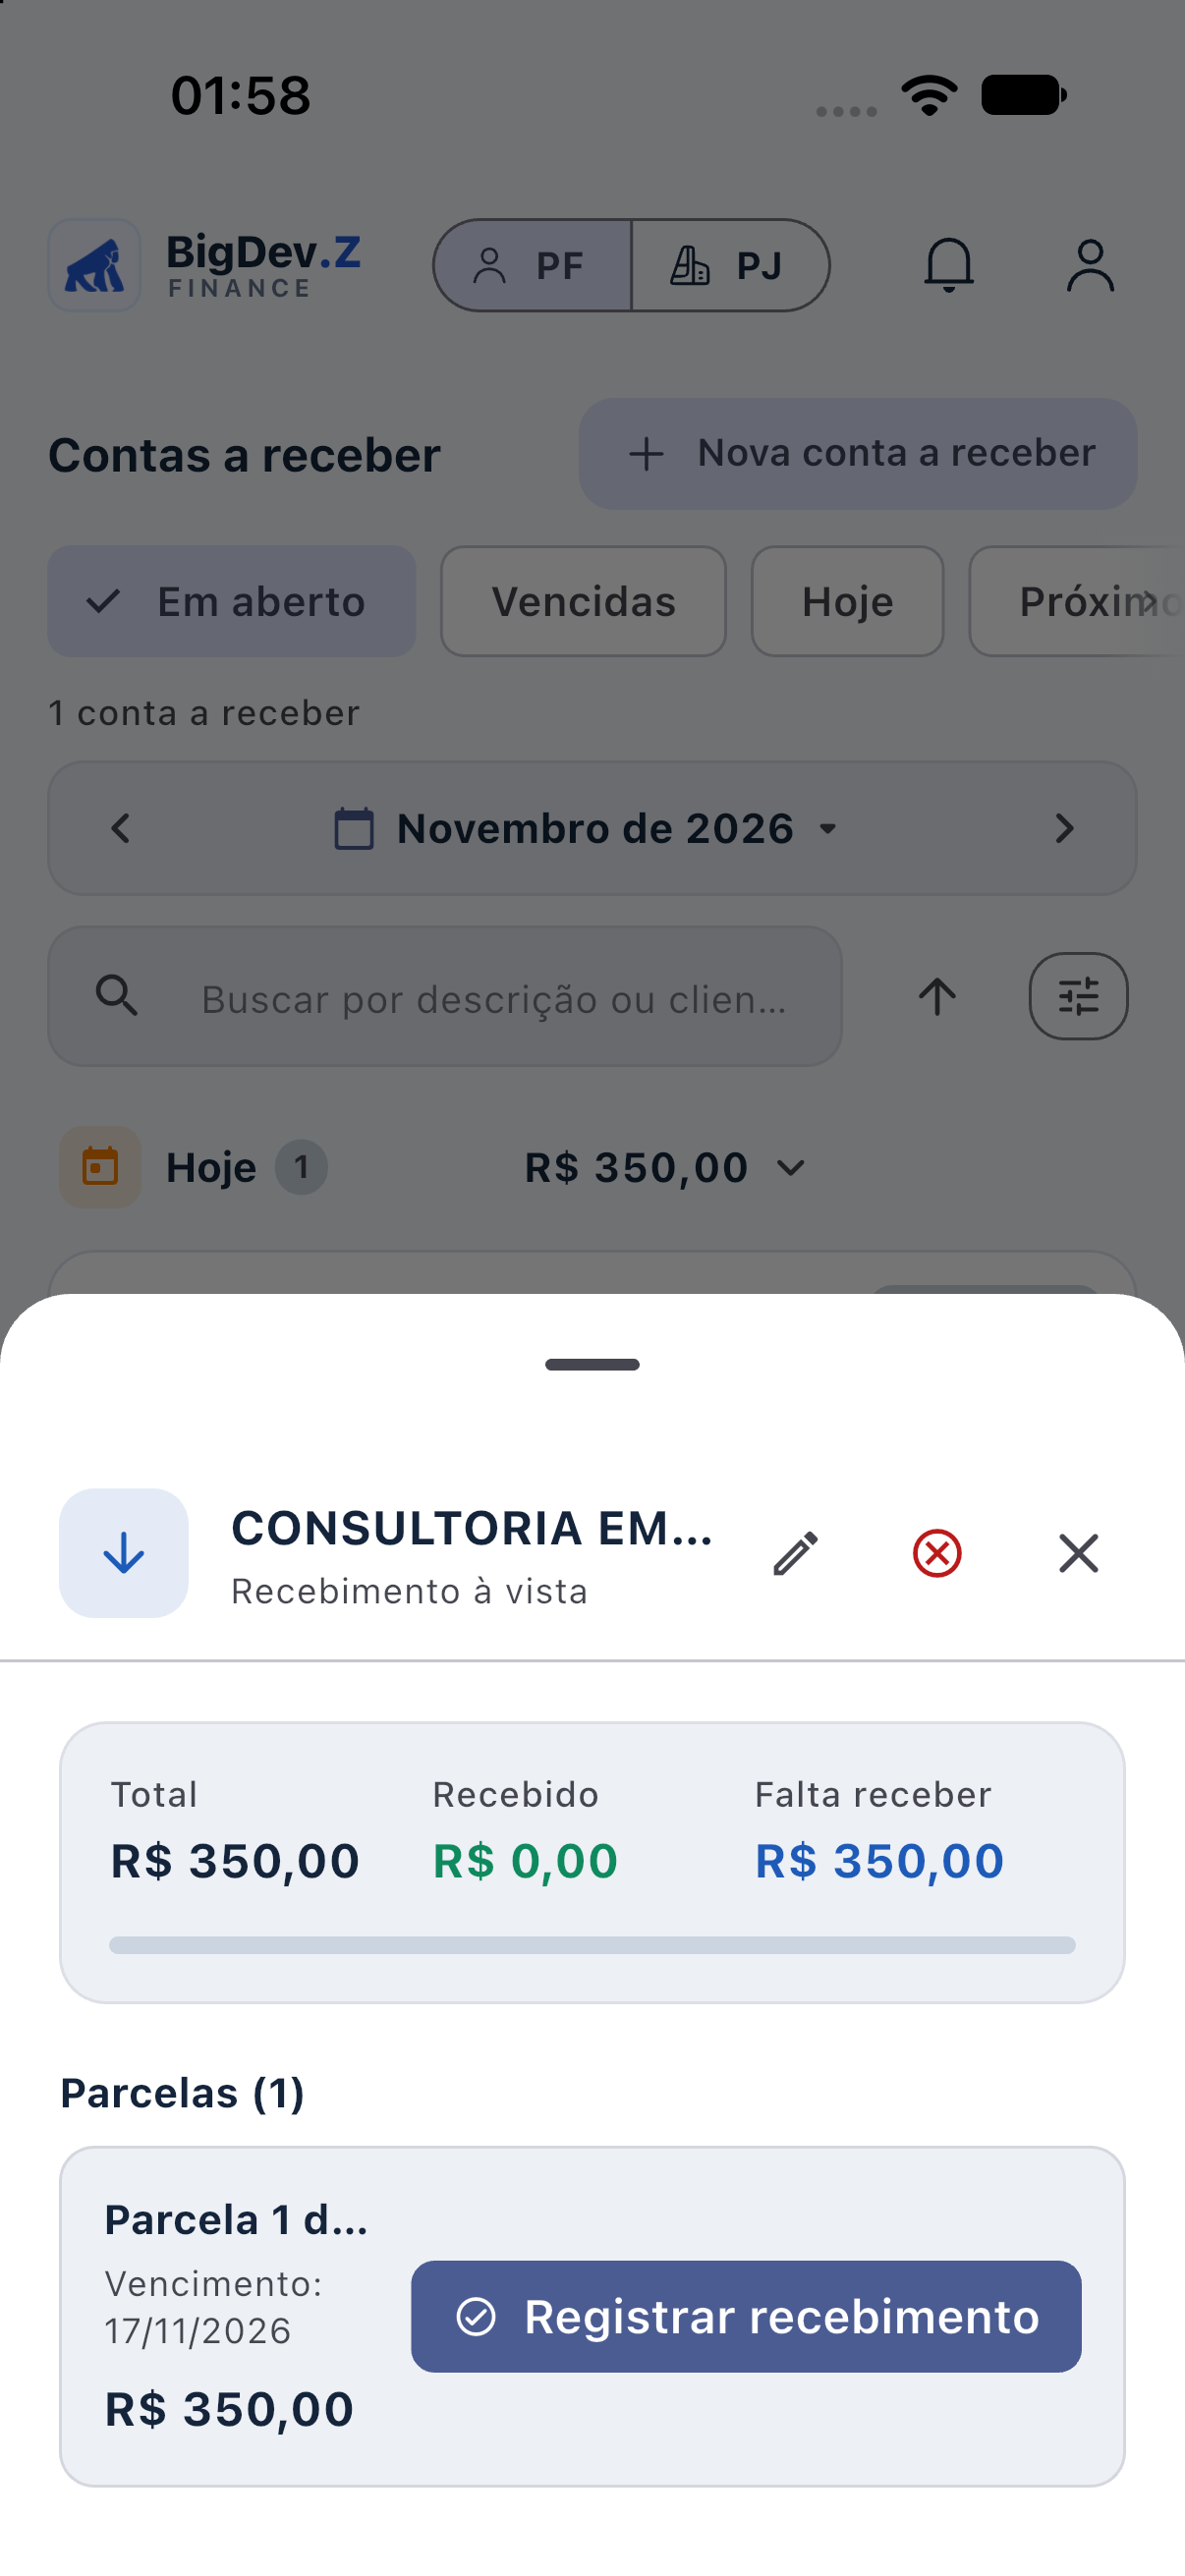 01:58
BigDev.Z
FINANCE
PF
PJ
Contas a receber
Nova conta a receber
Em aberto
Vencidas
Hoje
Próximo
1 conta a receber
Novembro de 2026
Buscar por descrição ou clien...
Hoje
1
R$ 350,00
CONSULTORIA EM...
Recebimento à vista
Total
Recebido
Falta receber
R$ 350,00
R$ 0,00
R$ 350,00
Parcelas (1)
Parcela 1 d...
Vencimento:
17/11/2026
Registrar recebimento
R$ 350,00